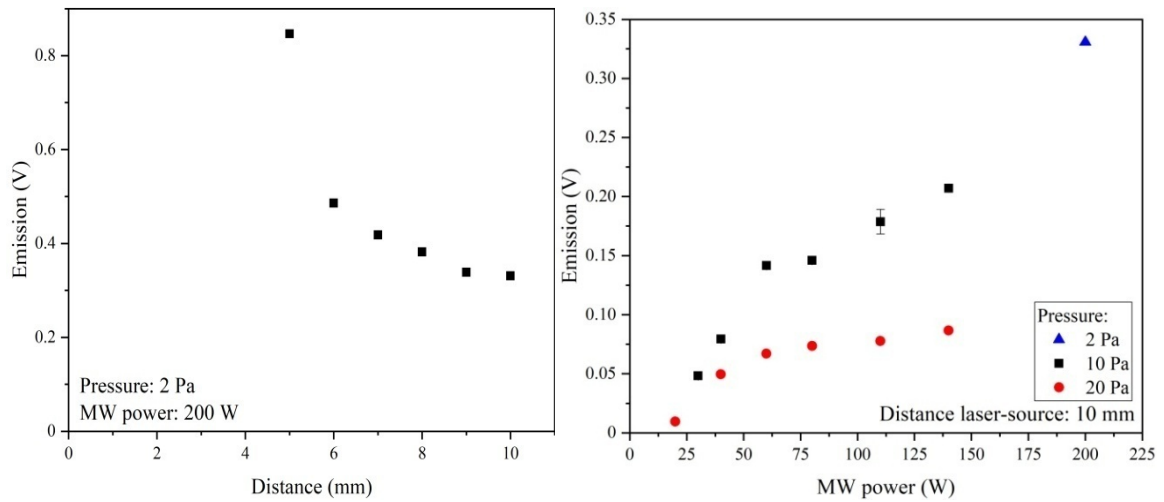 0.8
0.6
0.4
0.2
0
Emission (V)
Pressure: 2 Pa
MW power: 200 W
0 2 4 6 8 10
Distance (mm)
0.35
0.30
0.25
0.20
0.15
0.10
0.05
0
Emission (V)
Pressure:
2 Pa
10 Pa
20 Pa
Distance laser-source: 10 mm
0 25 50 75 100 125 150 175 200 225
MW power (W)